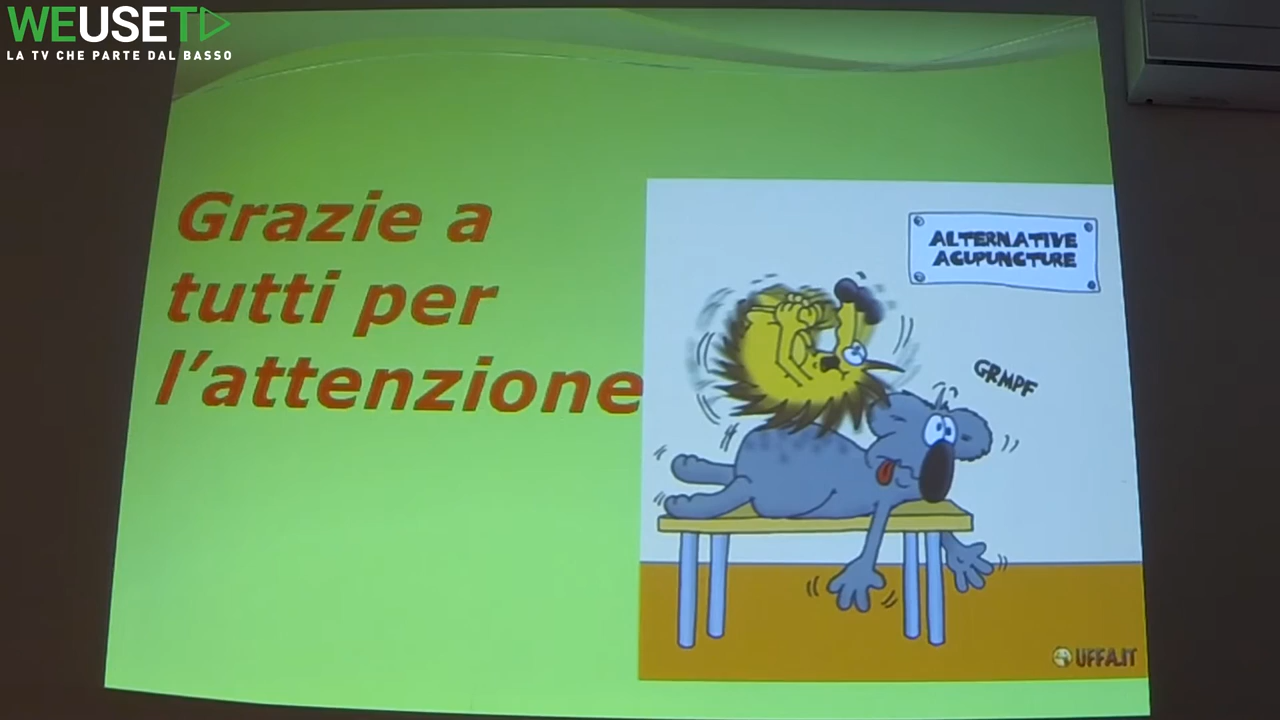 WEUSETV
LA TV CHE PARTE DAL BASSO
Grazie a
tutti per
l'attenzione
ALTERNATIVE
ACUPUNCTURE
GRMPF
UFFA.IT